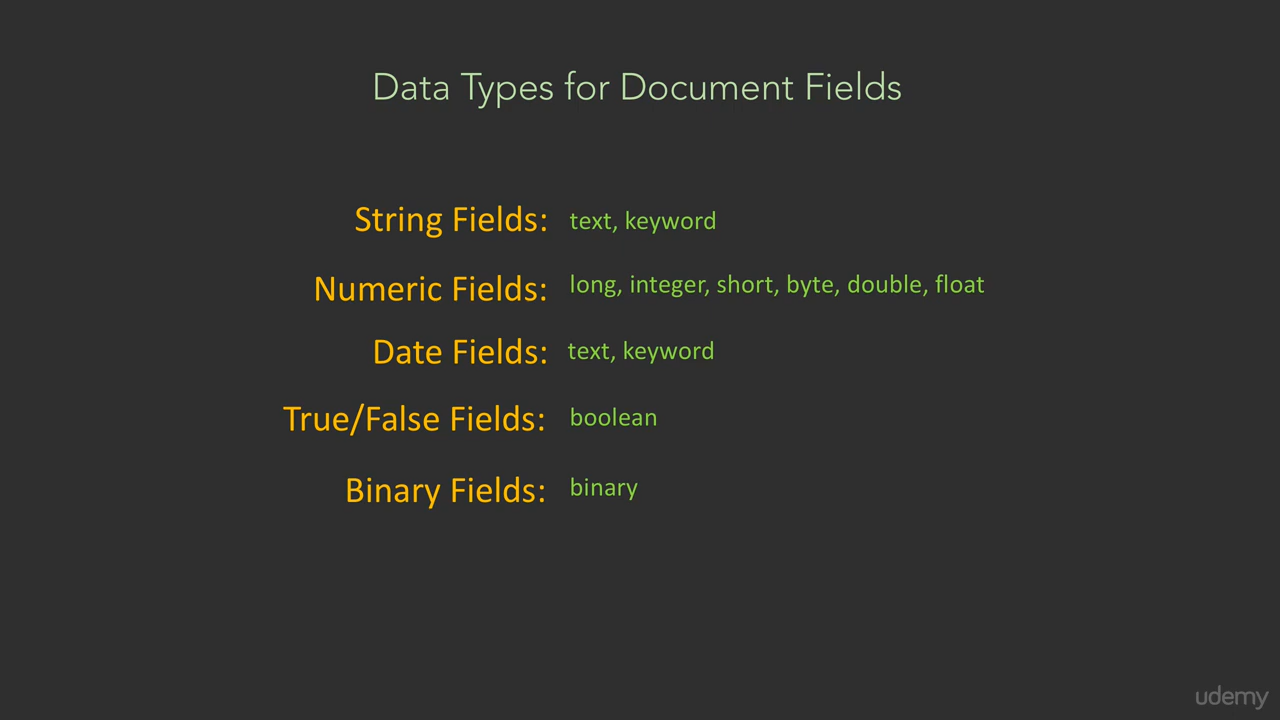 Data Types for Document Fields
String Fields: text, keyword
Numeric Fields: long, integer, short, byte, double, float
Date Fields: text, keyword
True/False Fields: boolean
Binary Fields: binary
udemy